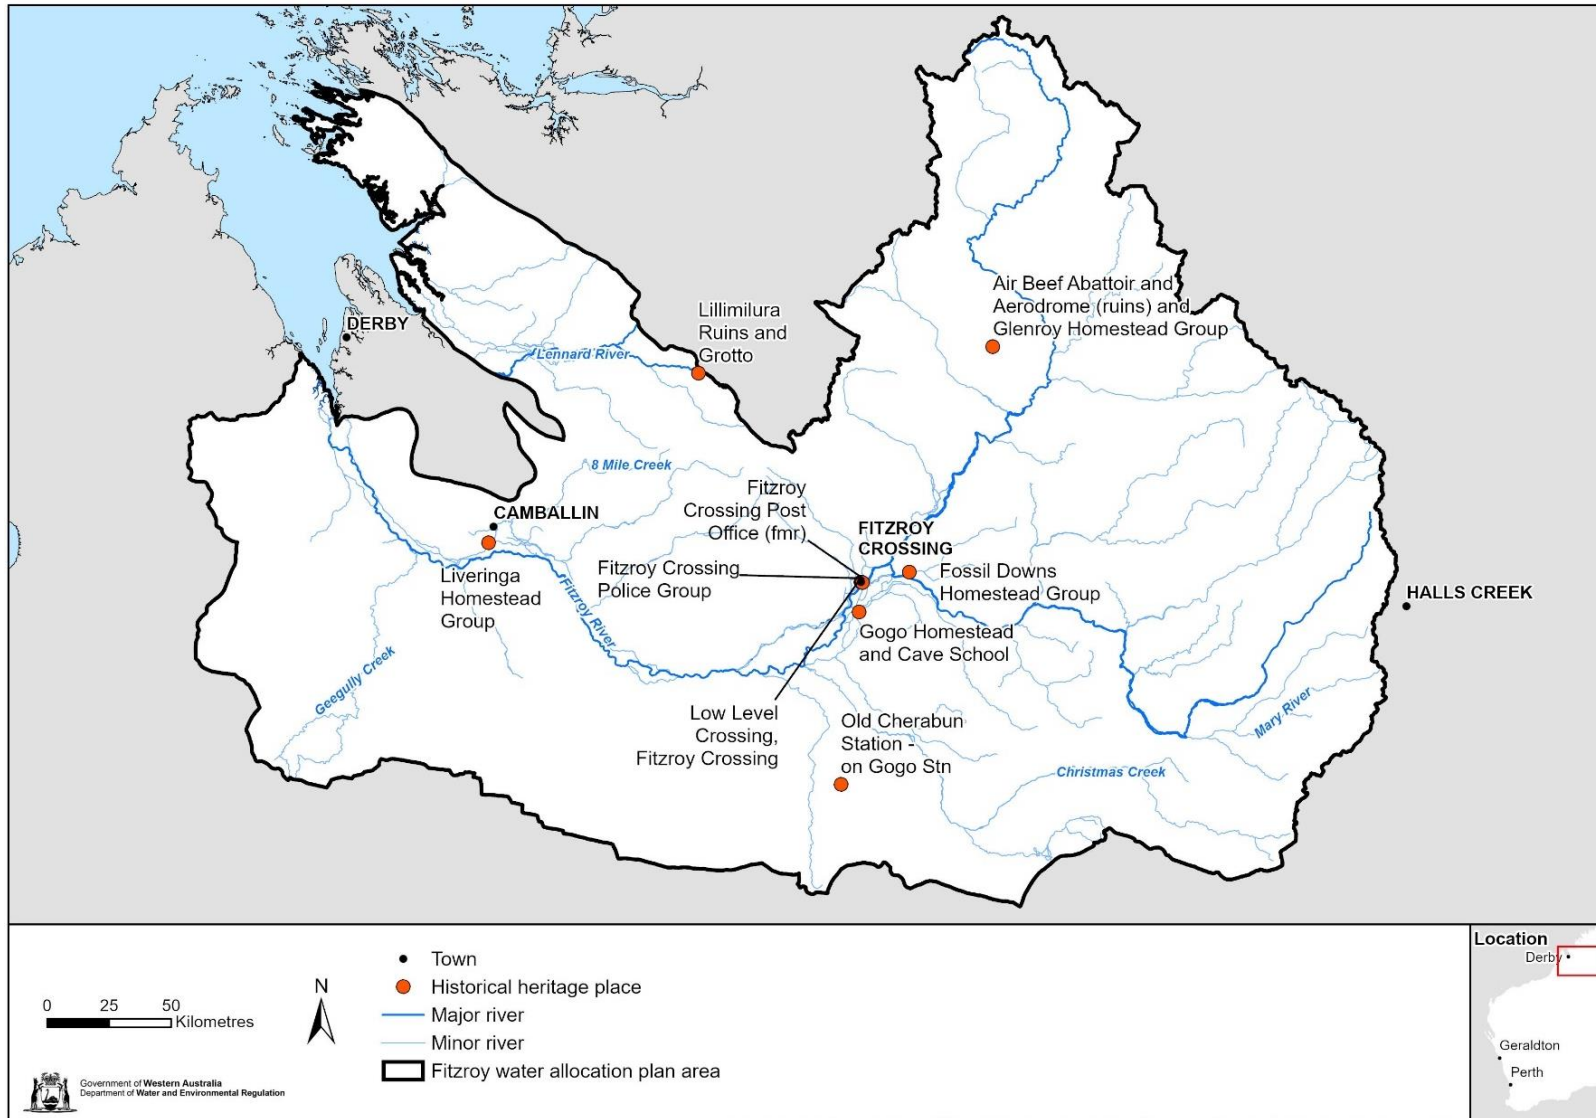 Air Beef Abattoir and
Aerodrome (ruins) and
Glenroy Homestead Group
Lillimilura
Ruins and
Grotto
DERBY
Lennard River
8 Mile Creek
Fitzroy
Crossing Post
Office (fmr)
CAMBALLIN
FITZROY
CROSSING
Fitzroy Crossing
Police Group
Fossil Downs
Homestead Group
Liveringa
Homestead
Group
Fitzroy River
HALLS CREEK
Gogo Homestead
and Cave School
Geegully Creek
Low Level
Crossing,
Fitzroy Crossing
Old Cherabun
Station -
on Gogo Stn
Mary River
Christmas Creek
0 25 50
Kilometres
N
Town
Historical heritage place
Major river
Minor river
Fitzroy water allocation plan area
Government of Western Australia
Department of Water and Environmental Regulation
Location
Derby
Geraldton
Perth